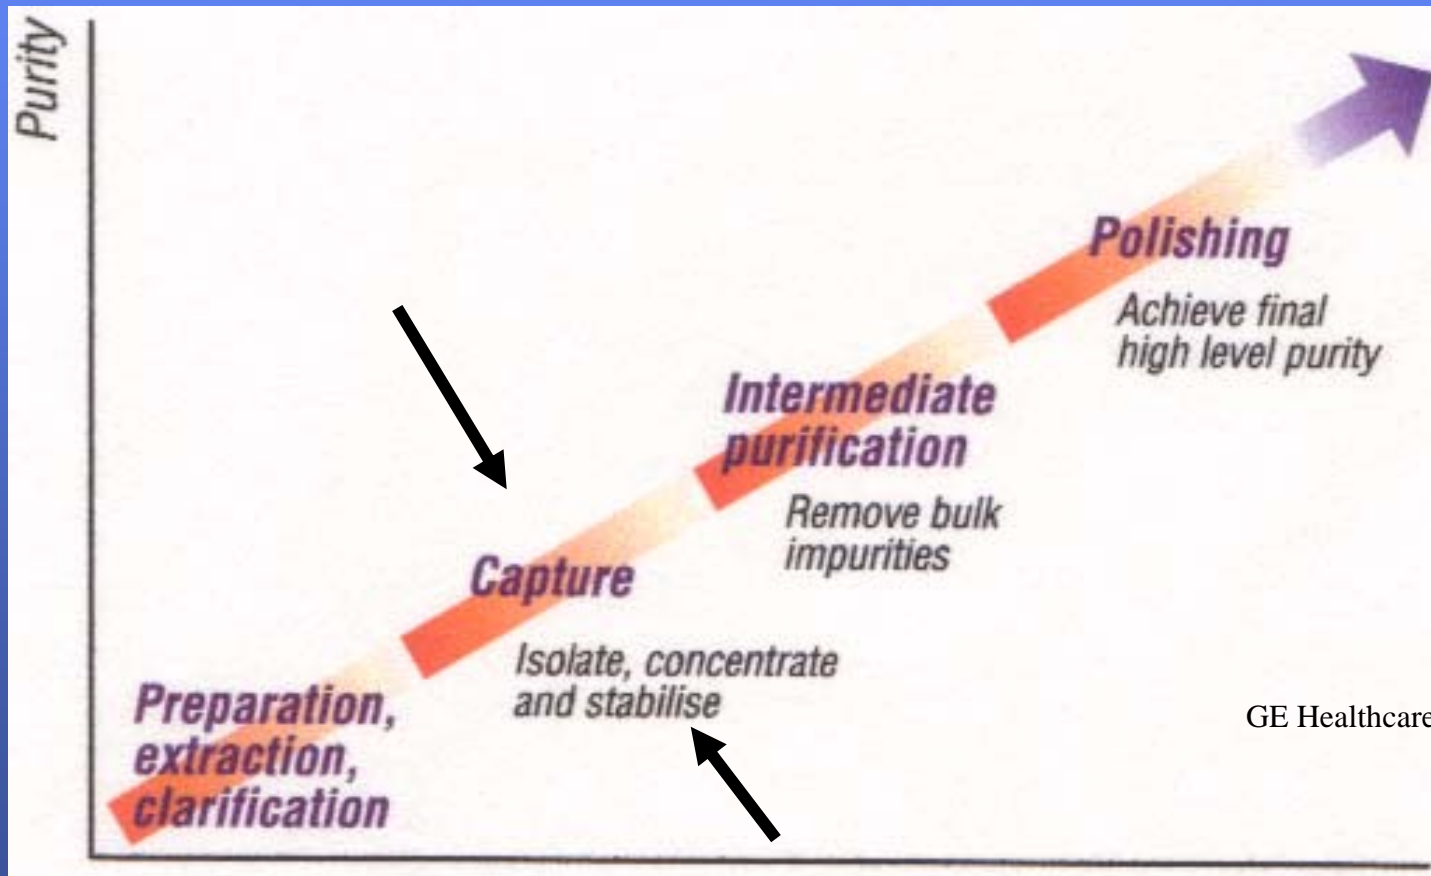 Purity
Polishing
Achieve final
high level purity
Intermediate
purification
Remove bulk
impurities
Capture
Isolate, concentrate
and stabilise
Preparation,
extraction,
clarification
GE Healthcare